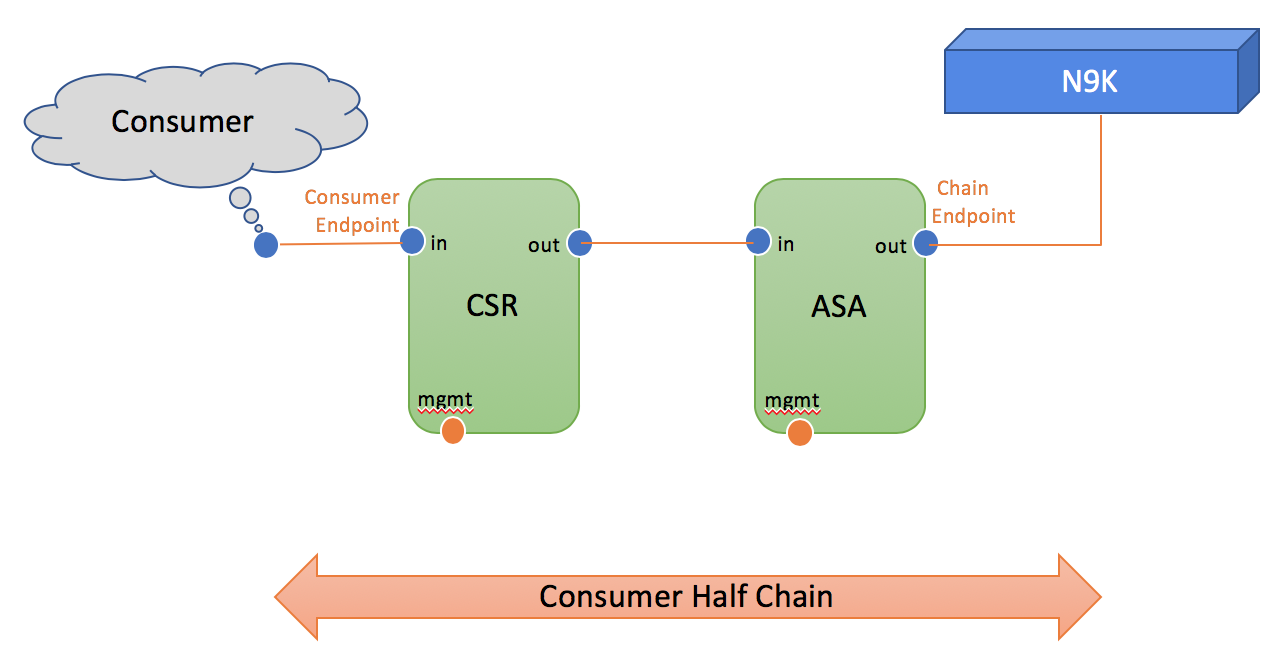 N9K
Consumer
Consumer
Endpoint
Chain
Endpoint
in
out
in
out
CSR
ASA
mgmt
mgmt
Consumer Half Chain